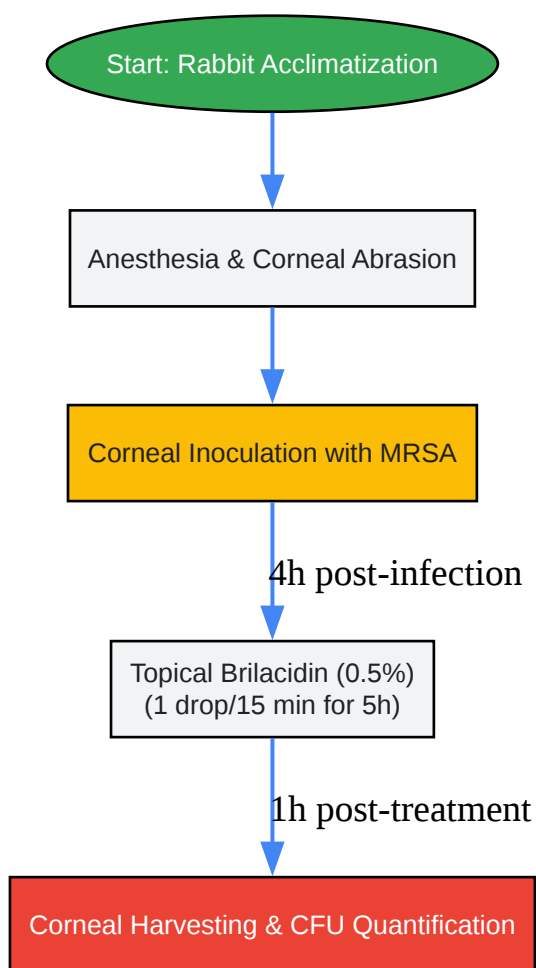 Start: Rabbit Acclimatization
Anesthesia & Corneal Abrasion
Corneal Inoculation with MRSA
4h post-infection
Topical Brilacidin (0.5%)
(1 drop/15 min for 5h)
1h post-treatment
Corneal Harvesting & CFU Quantification